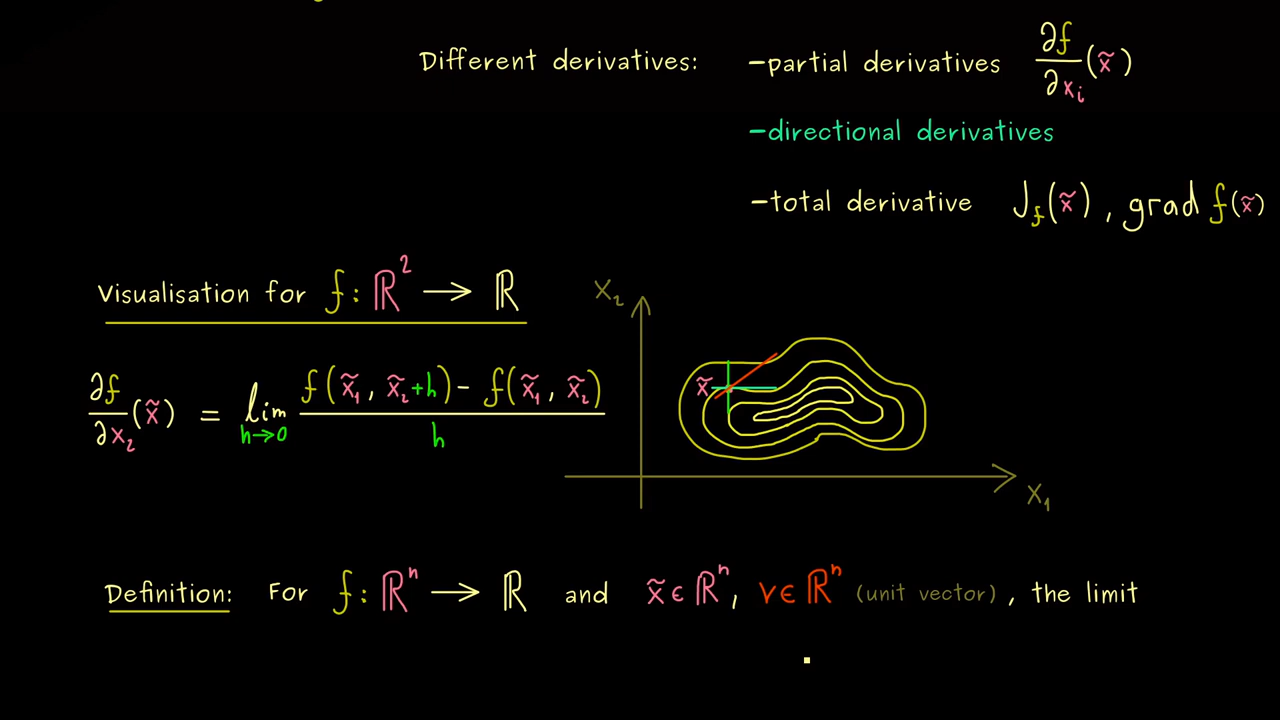 Different derivatives: –partial derivatives ∂f/∂xᵢ(x̃)
–directional derivatives
–total derivative J_f(x̃), grad f(x̃)
Visualisation for f: ℝ² → ℝ
x₂
∂f/∂x₂(x̃) = lim_{h→0} (f(x̃₁, x̃₂+h) – f(x̃₁, x̃₂))/h
x̃
x₁
Definition: For f: ℝⁿ → ℝ and x̃ ∈ ℝⁿ, v ∈ ℝⁿ (unit vector), the limit